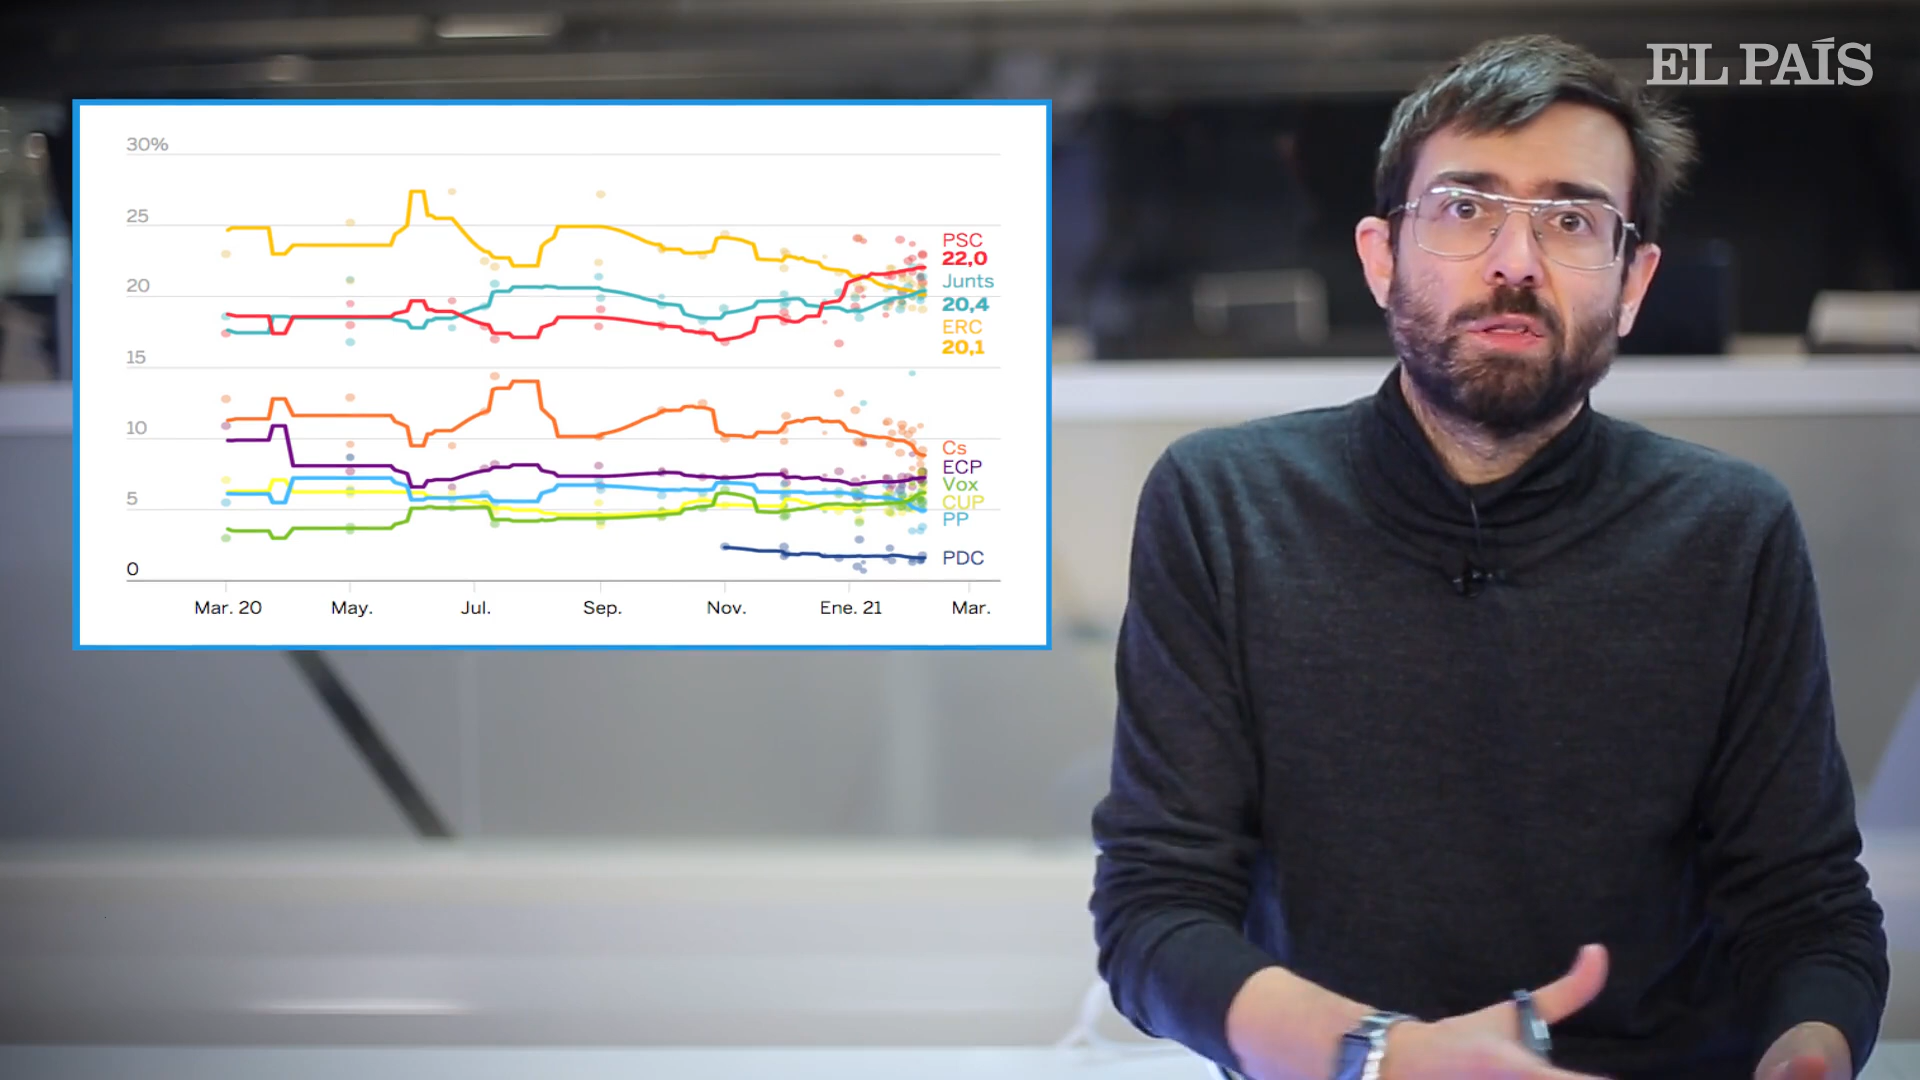 EL PAÍS
30%
25
20
15
10
5
0
PSC
22,0
Junts
20,4
ERC
20,1
Cs
ECP
Vox
CUP
PP
PDC
Mar. 20 May. Jul. Sep. Nov. Ene. 21 Mar.